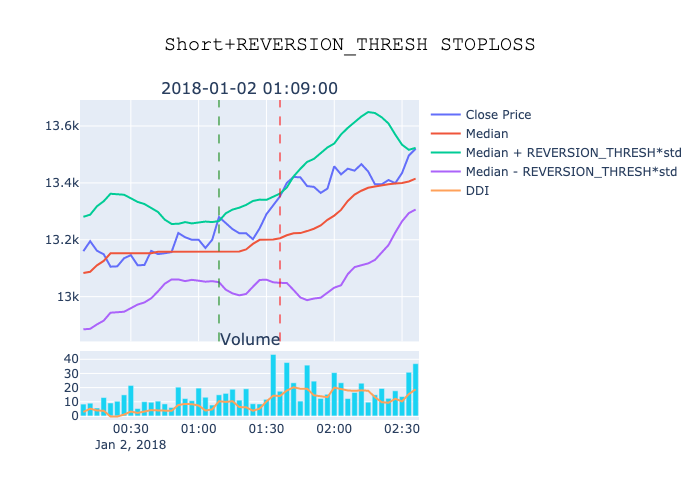 Short+REVERSION_THRESH STOPLOSS
2018-01-02 01:09:00
13.6k
13.4k
13.2k
13k
Close Price
Median
Median + REVERSION_THRESH*std
Median - REVERSION_THRESH*std
DDI
Volume
40
30
20
10
0
00:30 01:00 01:30 02:00 02:30
Jan 2, 2018